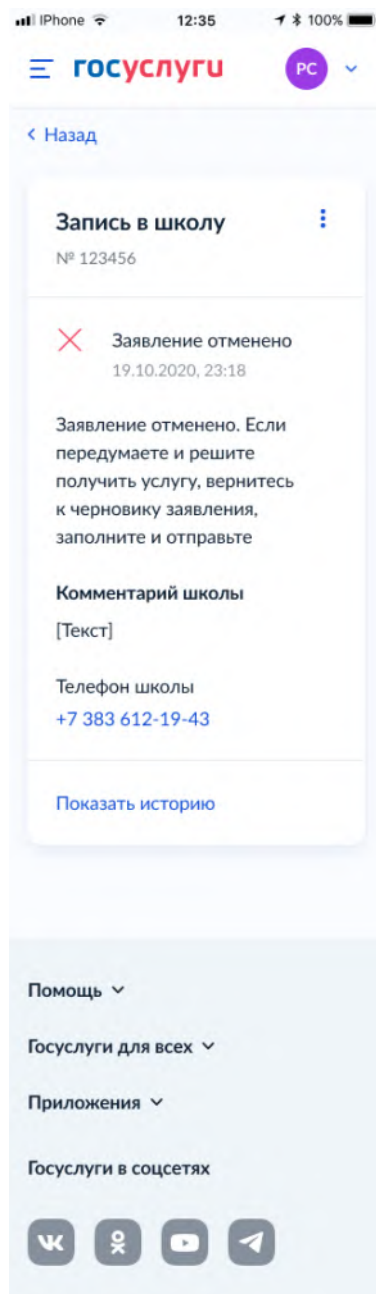 iPhone 12:35 100%
госуслуги РС
Назад
Запись в школу
№ 123456
Заявление отменено
19.10.2020, 23:18
Заявление отменено. Если
передумаете и решите
получить услугу, вернитесь
к черновику заявления,
заполните и отправьте
Комментарий школы
[Текст]
Телефон школы
+7 383 612-19-43
Показать историю
Помощь
Госуслуги для всех
Приложения
Госуслуги в соцсетях